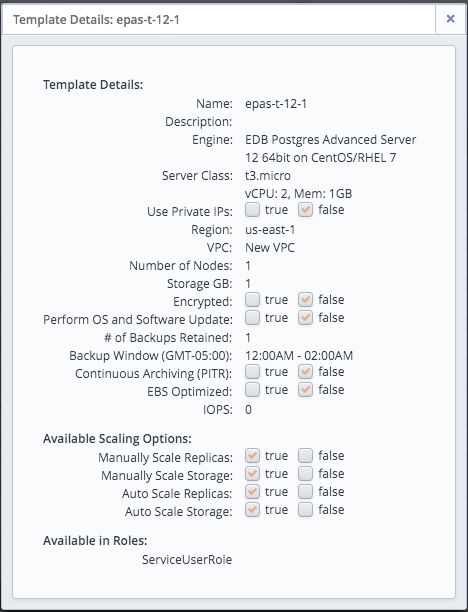 Template Details: epas-t-12-1
Template Details:
Name: epas-t-12-1
Description:
Engine: EDB Postgres Advanced Server
12 64bit on CentOS/RHEL 7
Server Class: t3.micro
vCPU: 2, Mem: 1GB
Use Private IPs: true false
Region: us-east-1
VPC: New VPC
Number of Nodes: 1
Storage GB: 1
Encrypted: true false
Perform OS and Software Update: true false
# of Backups Retained: 1
Backup Window (GMT-05:00): 12:00AM - 02:00AM
Continuous Archiving (PITR): true false
EBS Optimized: true false
IOPS: 0
Available Scaling Options:
Manually Scale Replicas: true false
Manually Scale Storage: true false
Auto Scale Replicas: true false
Auto Scale Storage: true false
Available in Roles:
ServiceUserRole